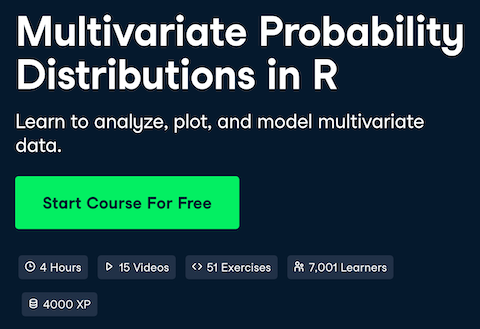 Multivariate Probability
Distributions in R
Learn to analyze, plot, and model multivariate
data.
Start Course For Free
4 Hours
15 Videos
51 Exercises
7,001 Learners
4000 XP